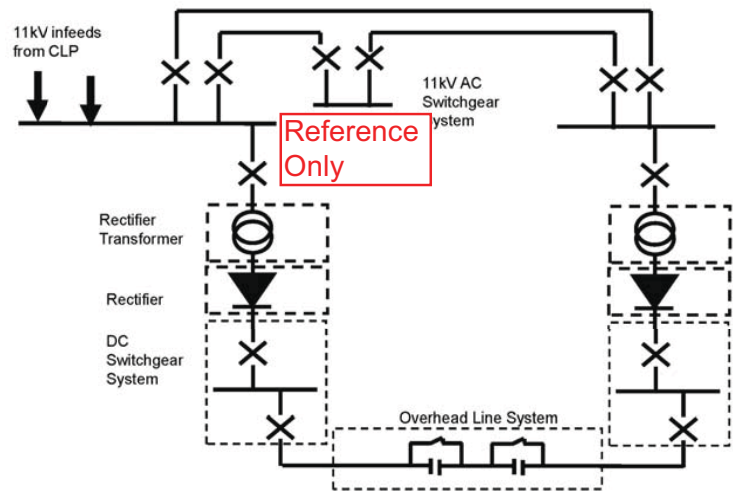 11kV infeeds
from CLP
11kV AC
Switchgear
System
Reference
Only
Rectifier
Transformer
Rectifier
DC
Switchgear
System
Overhead Line System